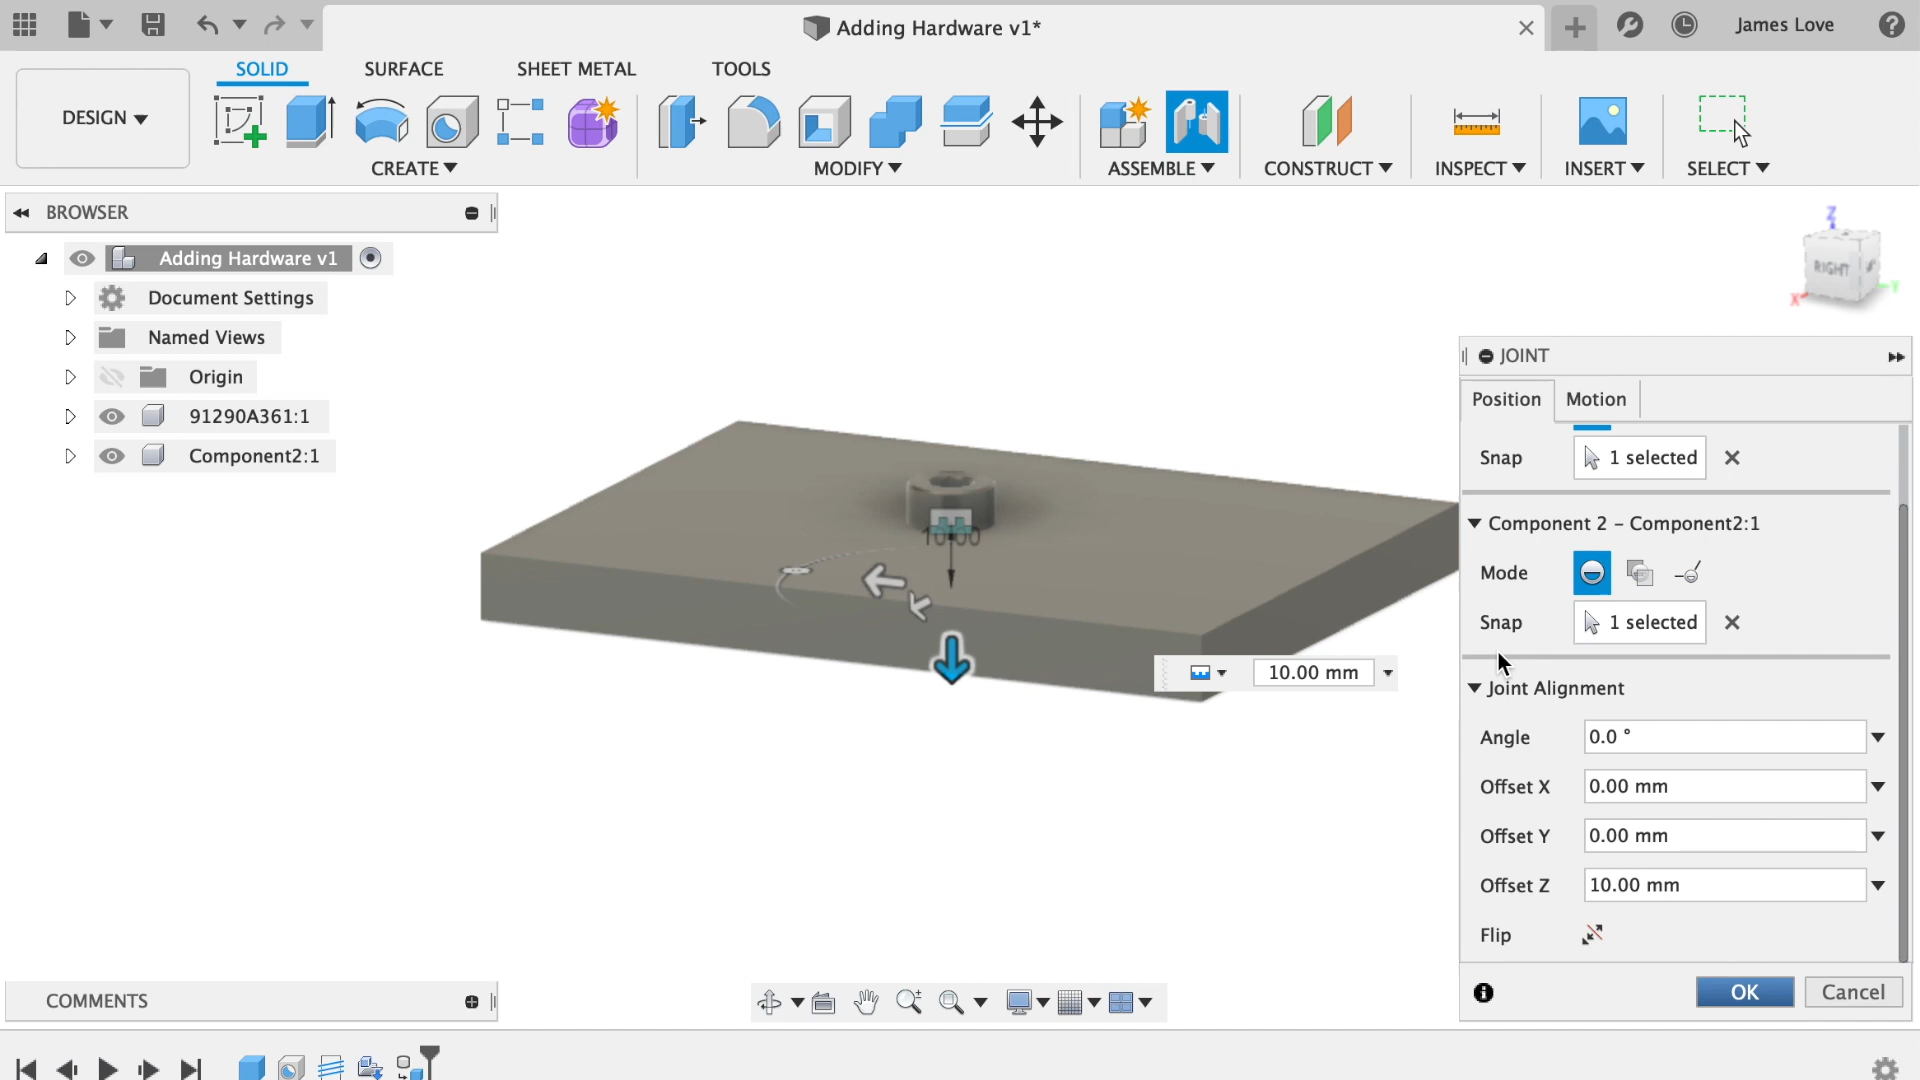 Adding Hardware v1*
James Love
SOLID
SURFACE
SHEET METAL
TOOLS
DESIGN
CREATE
MODIFY
ASSEMBLE
CONSTRUCT
INSPECT
INSERT
SELECT
BROWSER
Adding Hardware v1
Document Settings
Named Views
Origin
91290A361:1
Component2:1
Z
RIGHT
X
Y
10.00
10.00 mm
JOINT
Position
Motion
Snap
1 selected
Component 2 - Component2:1
Mode
Snap
1 selected
Joint Alignment
Angle
0.0 °
Offset X
0.00 mm
Offset Y
0.00 mm
Offset Z
10.00 mm
Flip
OK
Cancel
COMMENTS